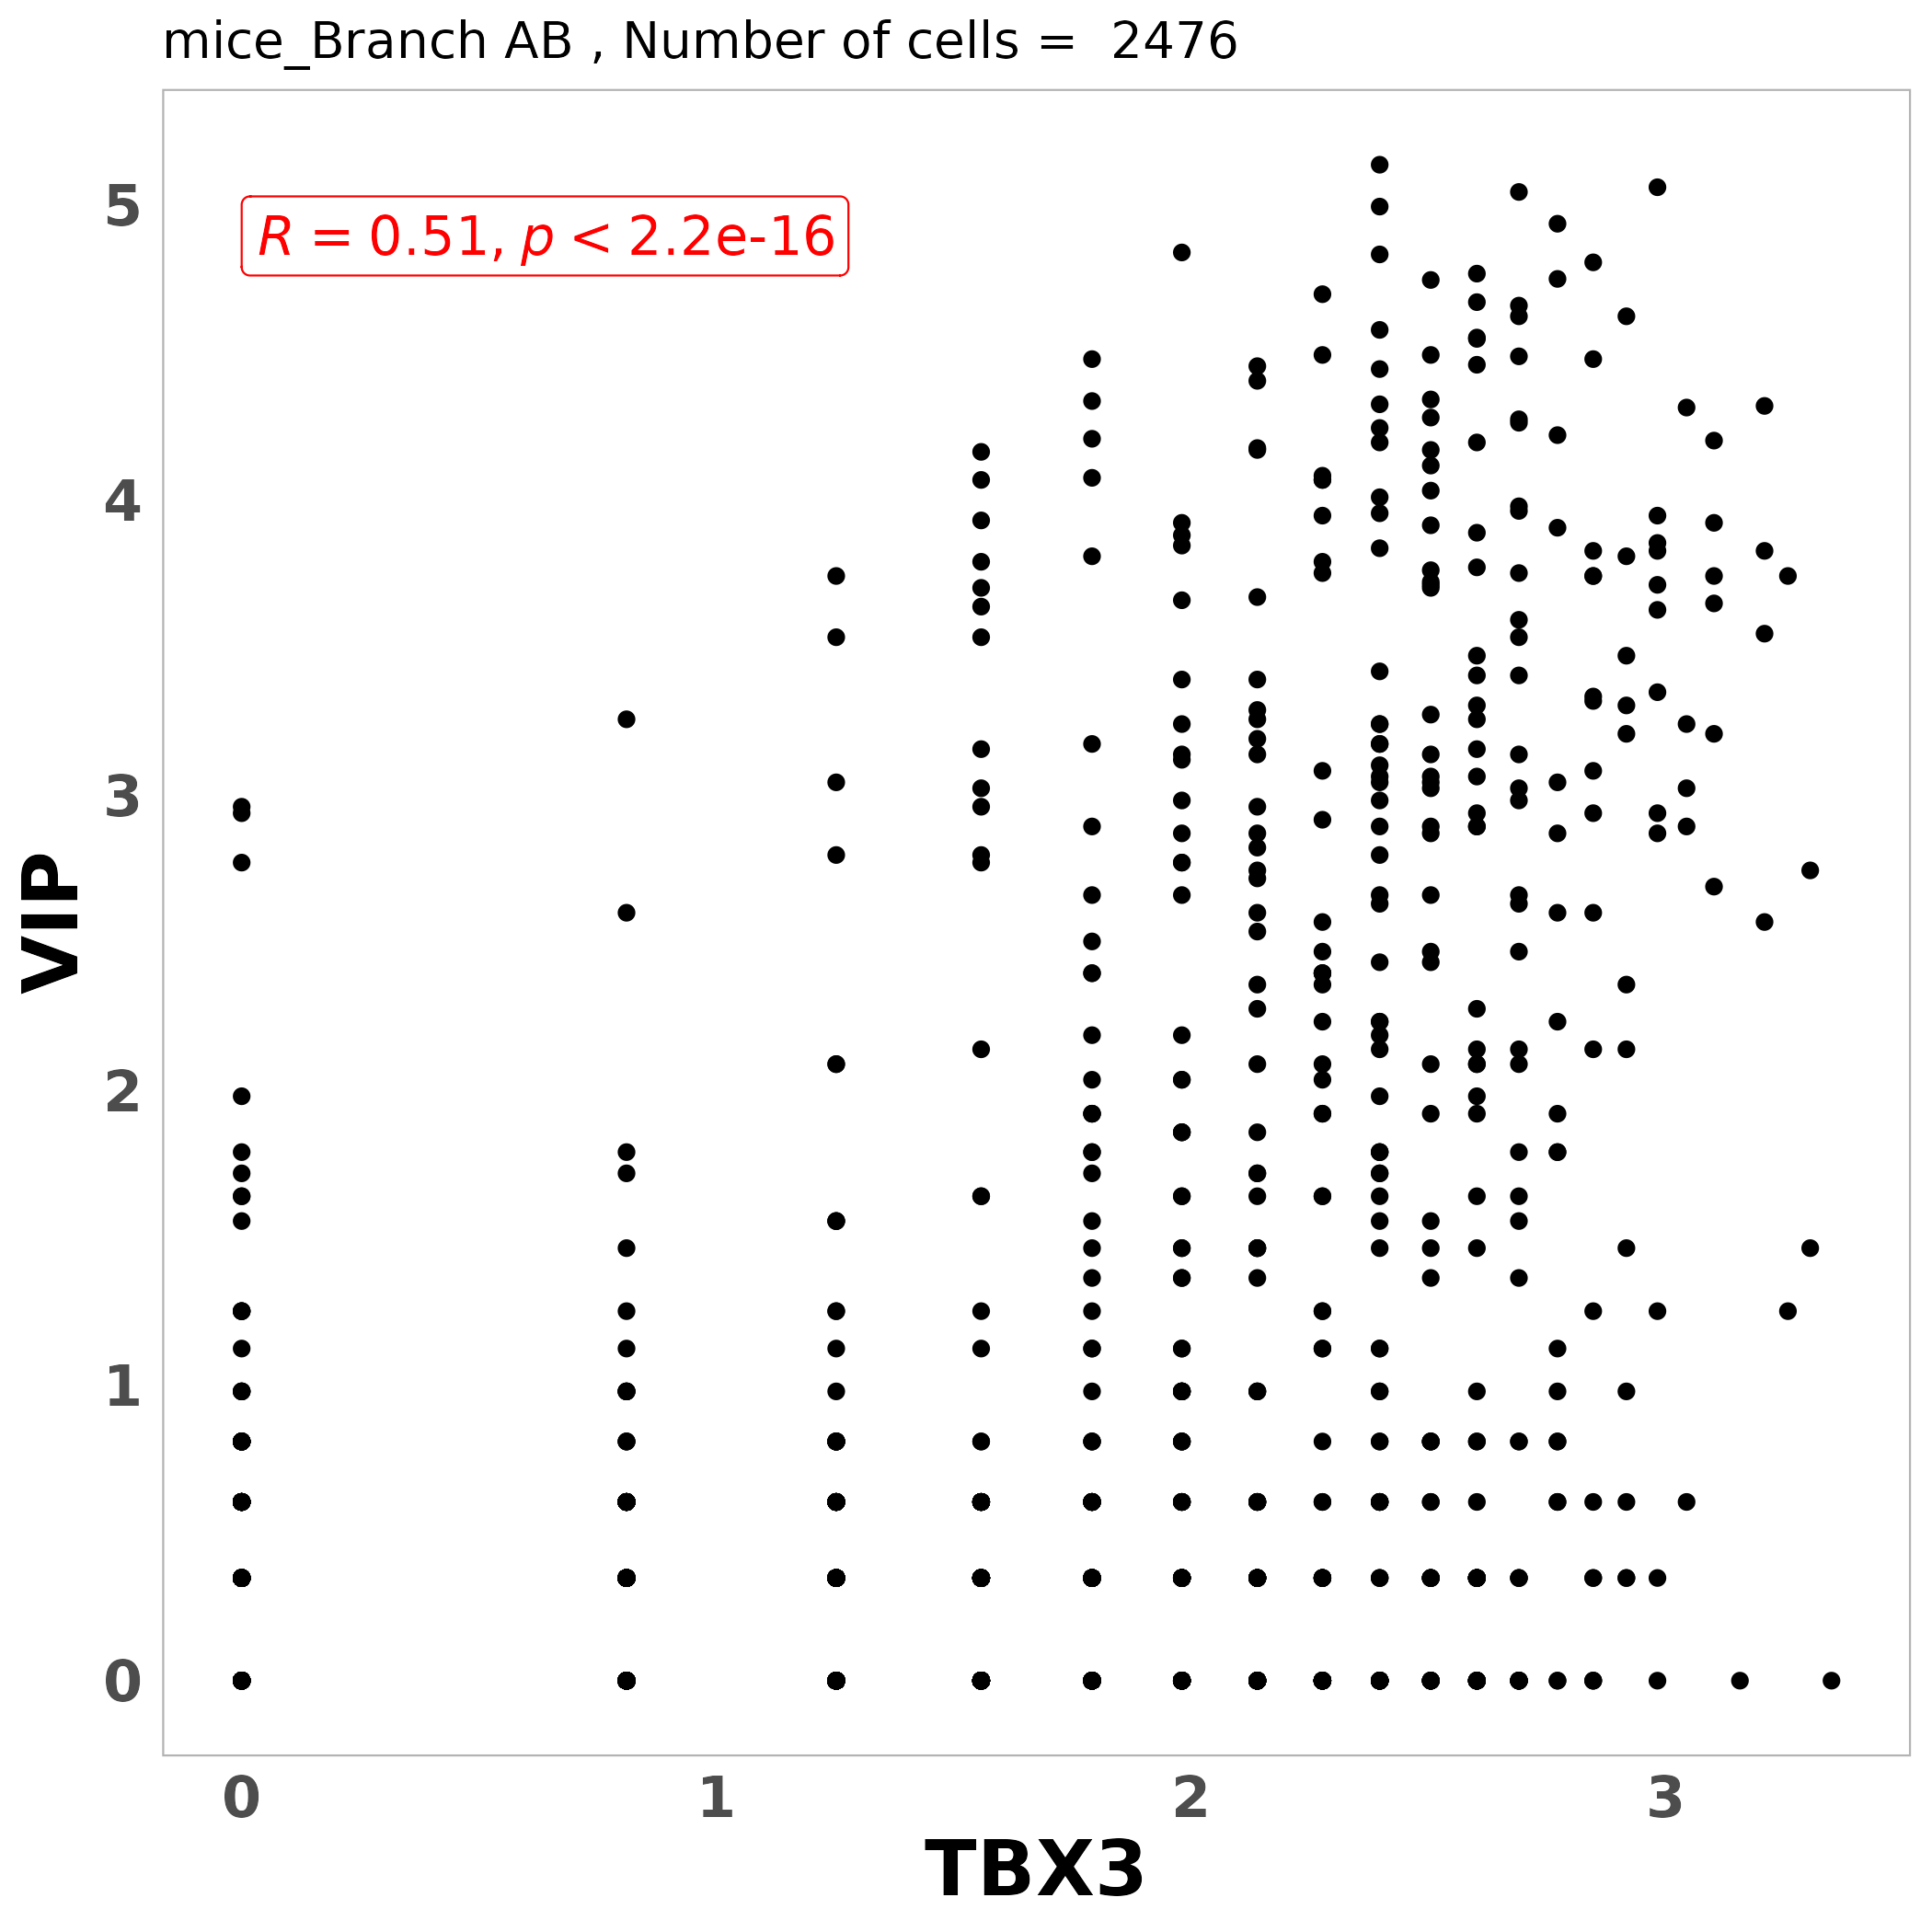 mice_Branch AB , Number of cells =  2476
R = 0.51, p < 2.2e-16
5
4
3
2
1
0
VIP
0 1 2 3
TBX3